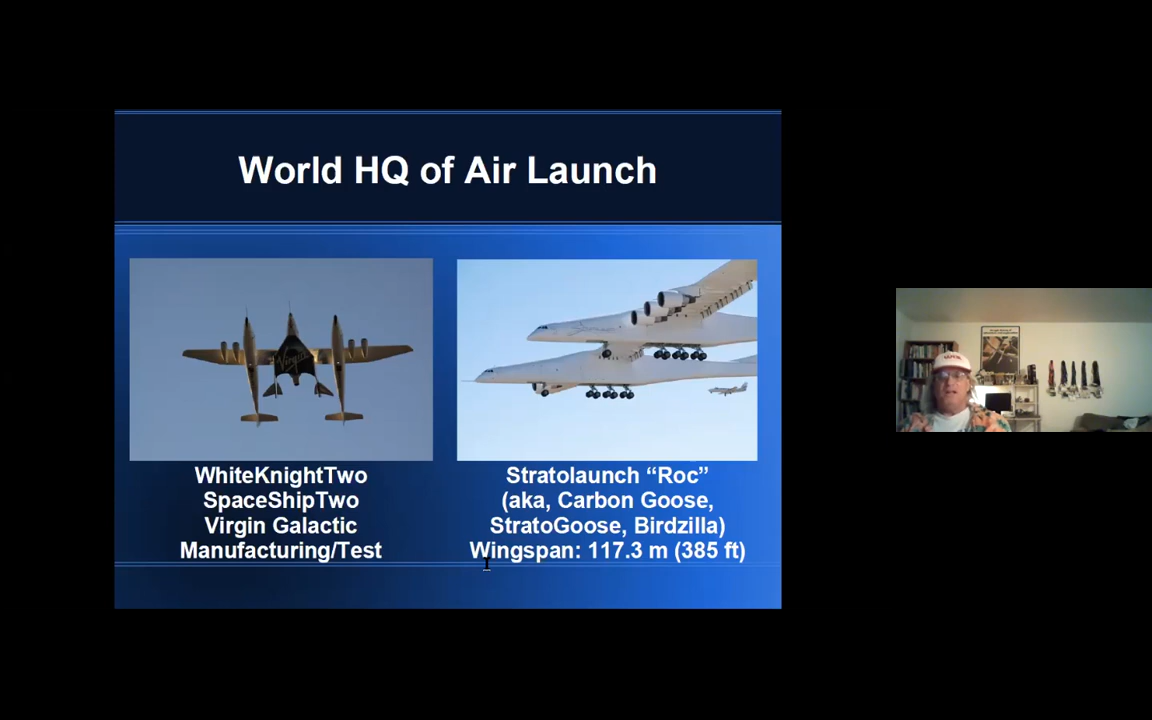 World HQ of Air Launch
Virgin
WhiteKnightTwo
SpaceShipTwo
Virgin Galactic
Manufacturing/Test
Stratolaunch “Roc”
(aka, Carbon Goose,
StratoGoose, Birdzilla)
Wingspan: 117.3 m (385 ft)